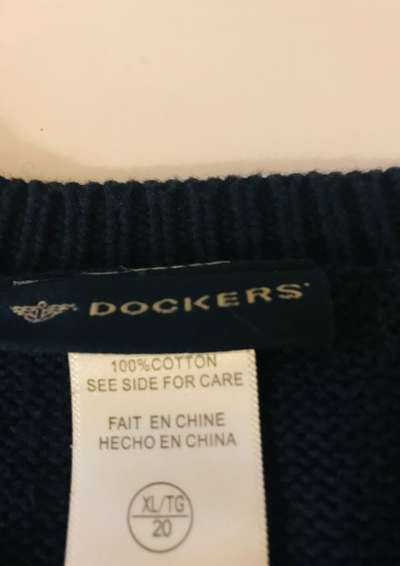 DOCKERS
100%COTTON
SEE SIDE FOR CARE
FAIT EN CHINE
HECHO EN CHINA
XL/TG
20